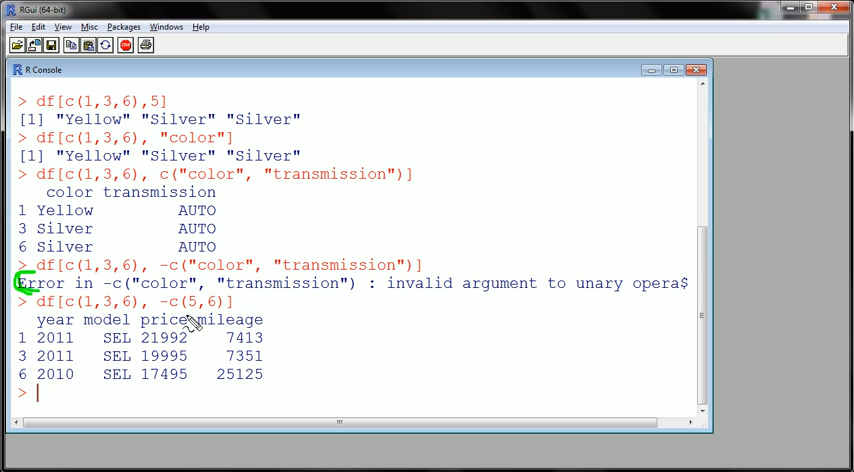 RGui (64-bit)
File Edit View Misc Packages Windows Help
STOP
R Console
> df[c(1,3,6),5]
[1] "Yellow" "Silver" "Silver"
> df[c(1,3,6), "color"]
[1] "Yellow" "Silver" "Silver"
> df[c(1,3,6), c("color", "transmission")]
color transmission
1 Yellow AUTO
3 Silver AUTO
6 Silver AUTO
> df[c(1,3,6), -c("color", "transmission")]
Error in -c("color", "transmission") : invalid argument to unary opera$
> df[c(1,3,6), -c(5,6)]
year model price mileage
1 2011 SEL 21992 7413
3 2011 SEL 19995 7351
6 2010 SEL 17495 25125
>